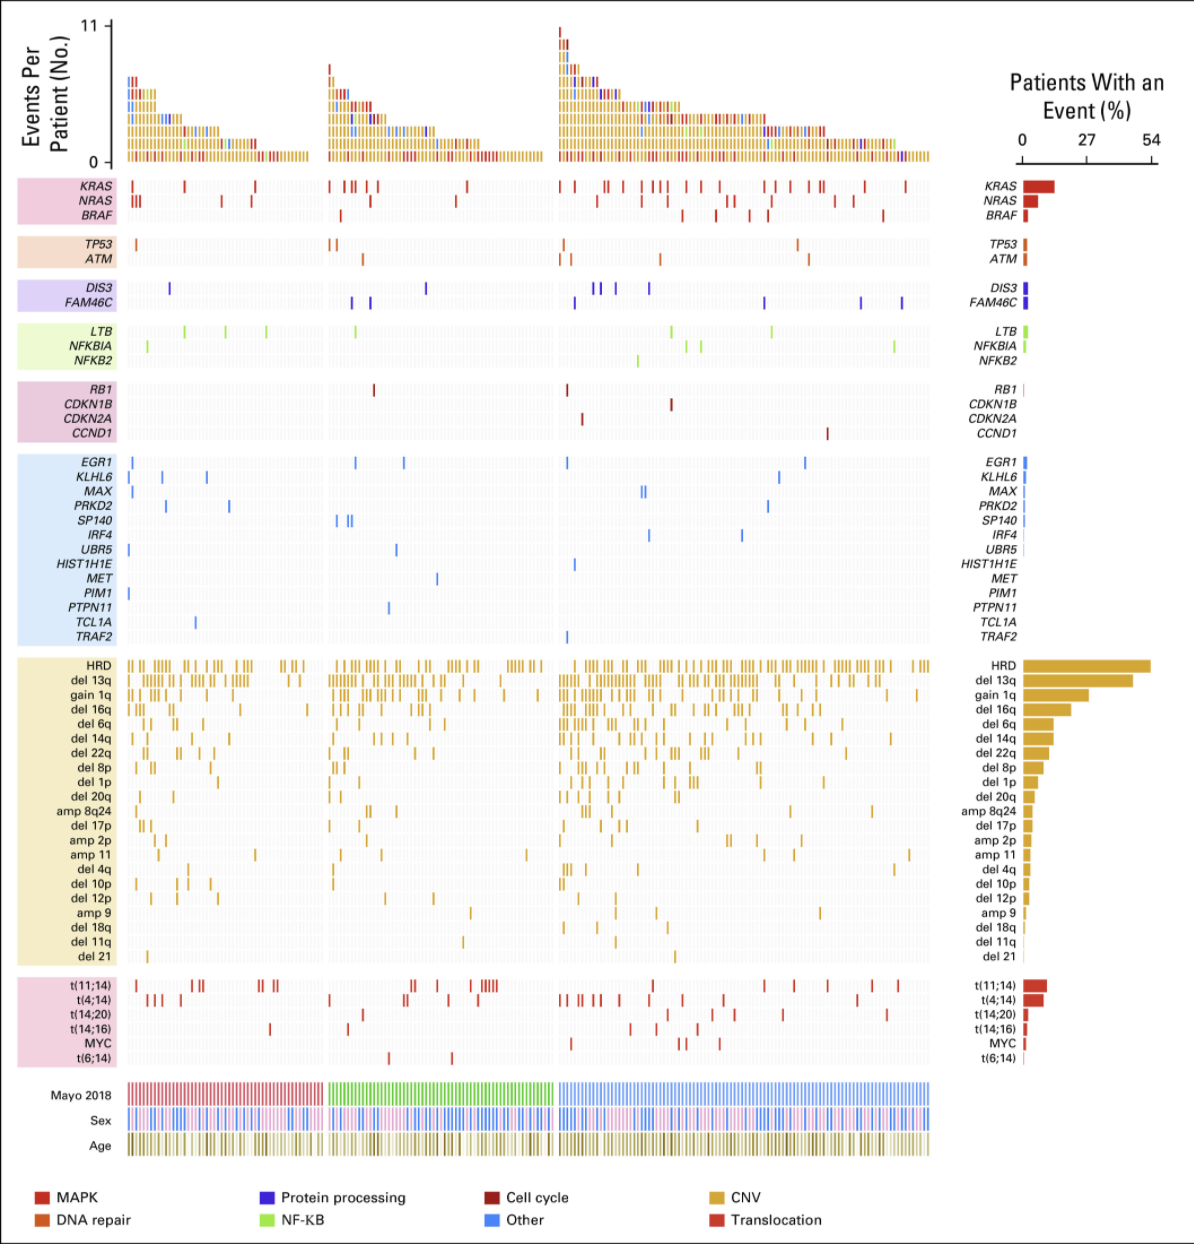 Events Per
Patient (No.)
11
0
Patients With an
Event (%)
0 27 54
KRAS KRAS
NRAS NRAS
BRAF BRAF
TP53 TP53
ATM ATM
DIS3 DIS3
FAM46C FAM46C
LTB LTB
NFKBIA NFKBIA
NFKB2 NFKB2
RB1 RB1
CDKN1B CDKN1B
CDKN2A CDKN2A
CCND1 CCND1
EGR1 EGR1
KLHL6 KLHL6
MAX MAX
PRKD2 PRKD2
SP140 SP140
IRF4 IRF4
UBR5 UBR5
HIST1H1E HIST1H1E
MET MET
PIM1 PIM1
PTPN11 PTPN11
TCL1A TCL1A
TRAF2 TRAF2
HRD HRD
del 13q del 13q
gain 1q gain 1q
del 16q del 16q
del 6q del 6q
del 14q del 14q
del 22q del 22q
del 8p del 8p
del 1p del 1p
del 20q del 20q
amp 8q24 amp 8q24
del 17p del 17p
amp 2p amp 2p
amp 11 amp 11
del 4q del 4q
del 10p del 10p
del 12p del 12p
amp 9 amp 9
del 18q del 18q
del 11q del 11q
del 21 del 21
t(11;14) t(11;14)
t(4;14) t(4;14)
t(14;20) t(14;20)
t(14;16) t(14;16)
MYC MYC
t(6;14) t(6;14)
Mayo 2018
Sex
Age
MAPK Protein processing Cell cycle CNV
DNA repair NF-KB Other Translocation